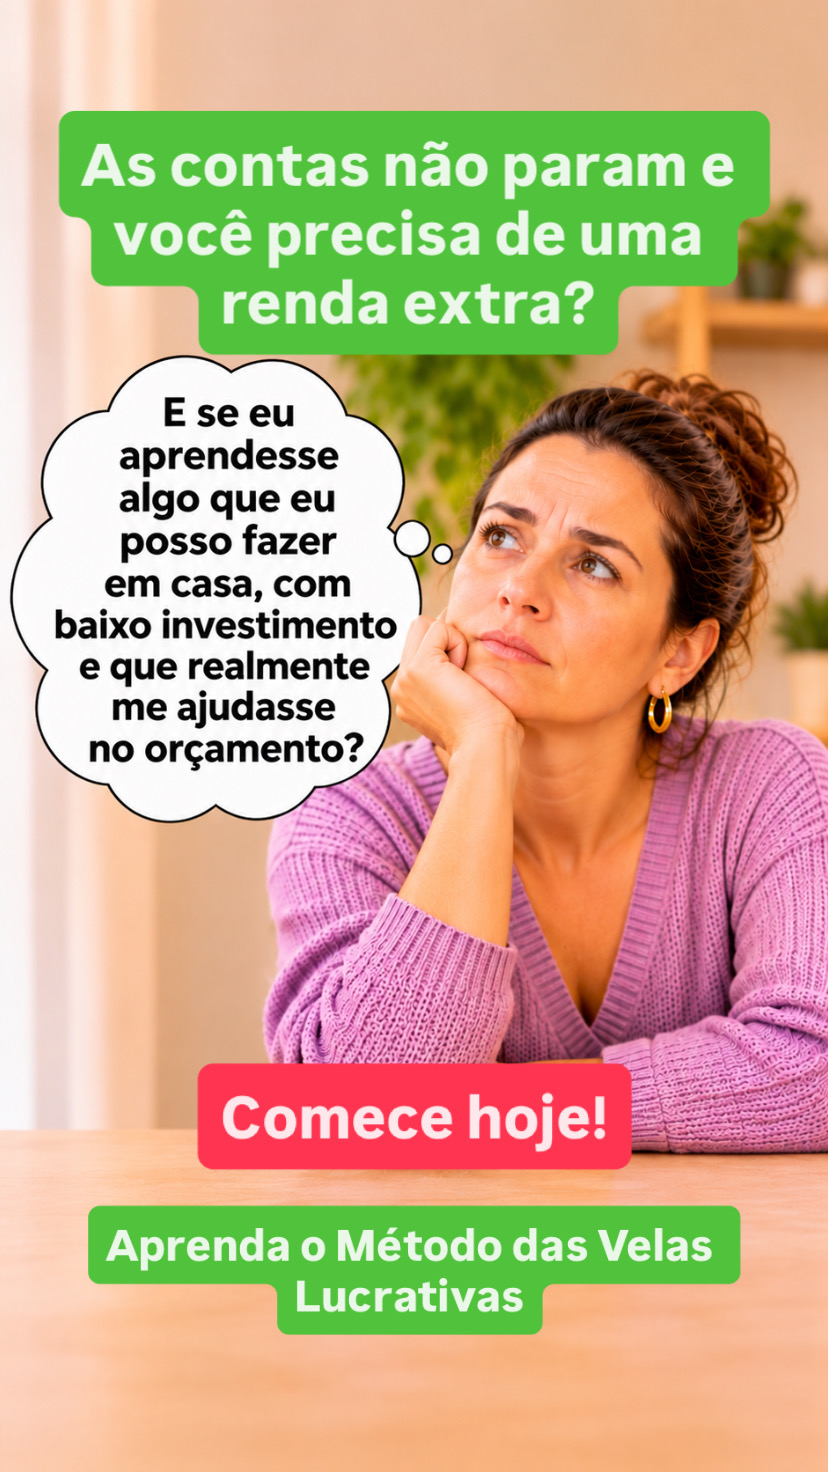 As contas não param e
você precisa de uma
renda extra?
E se eu
aprendesse
algo que eu
posso fazer
em casa, com
baixo investimento
e que realmente
me ajudasse
no orçamento?
Comece hoje!
Aprenda o Método das Velas
Lucrativas